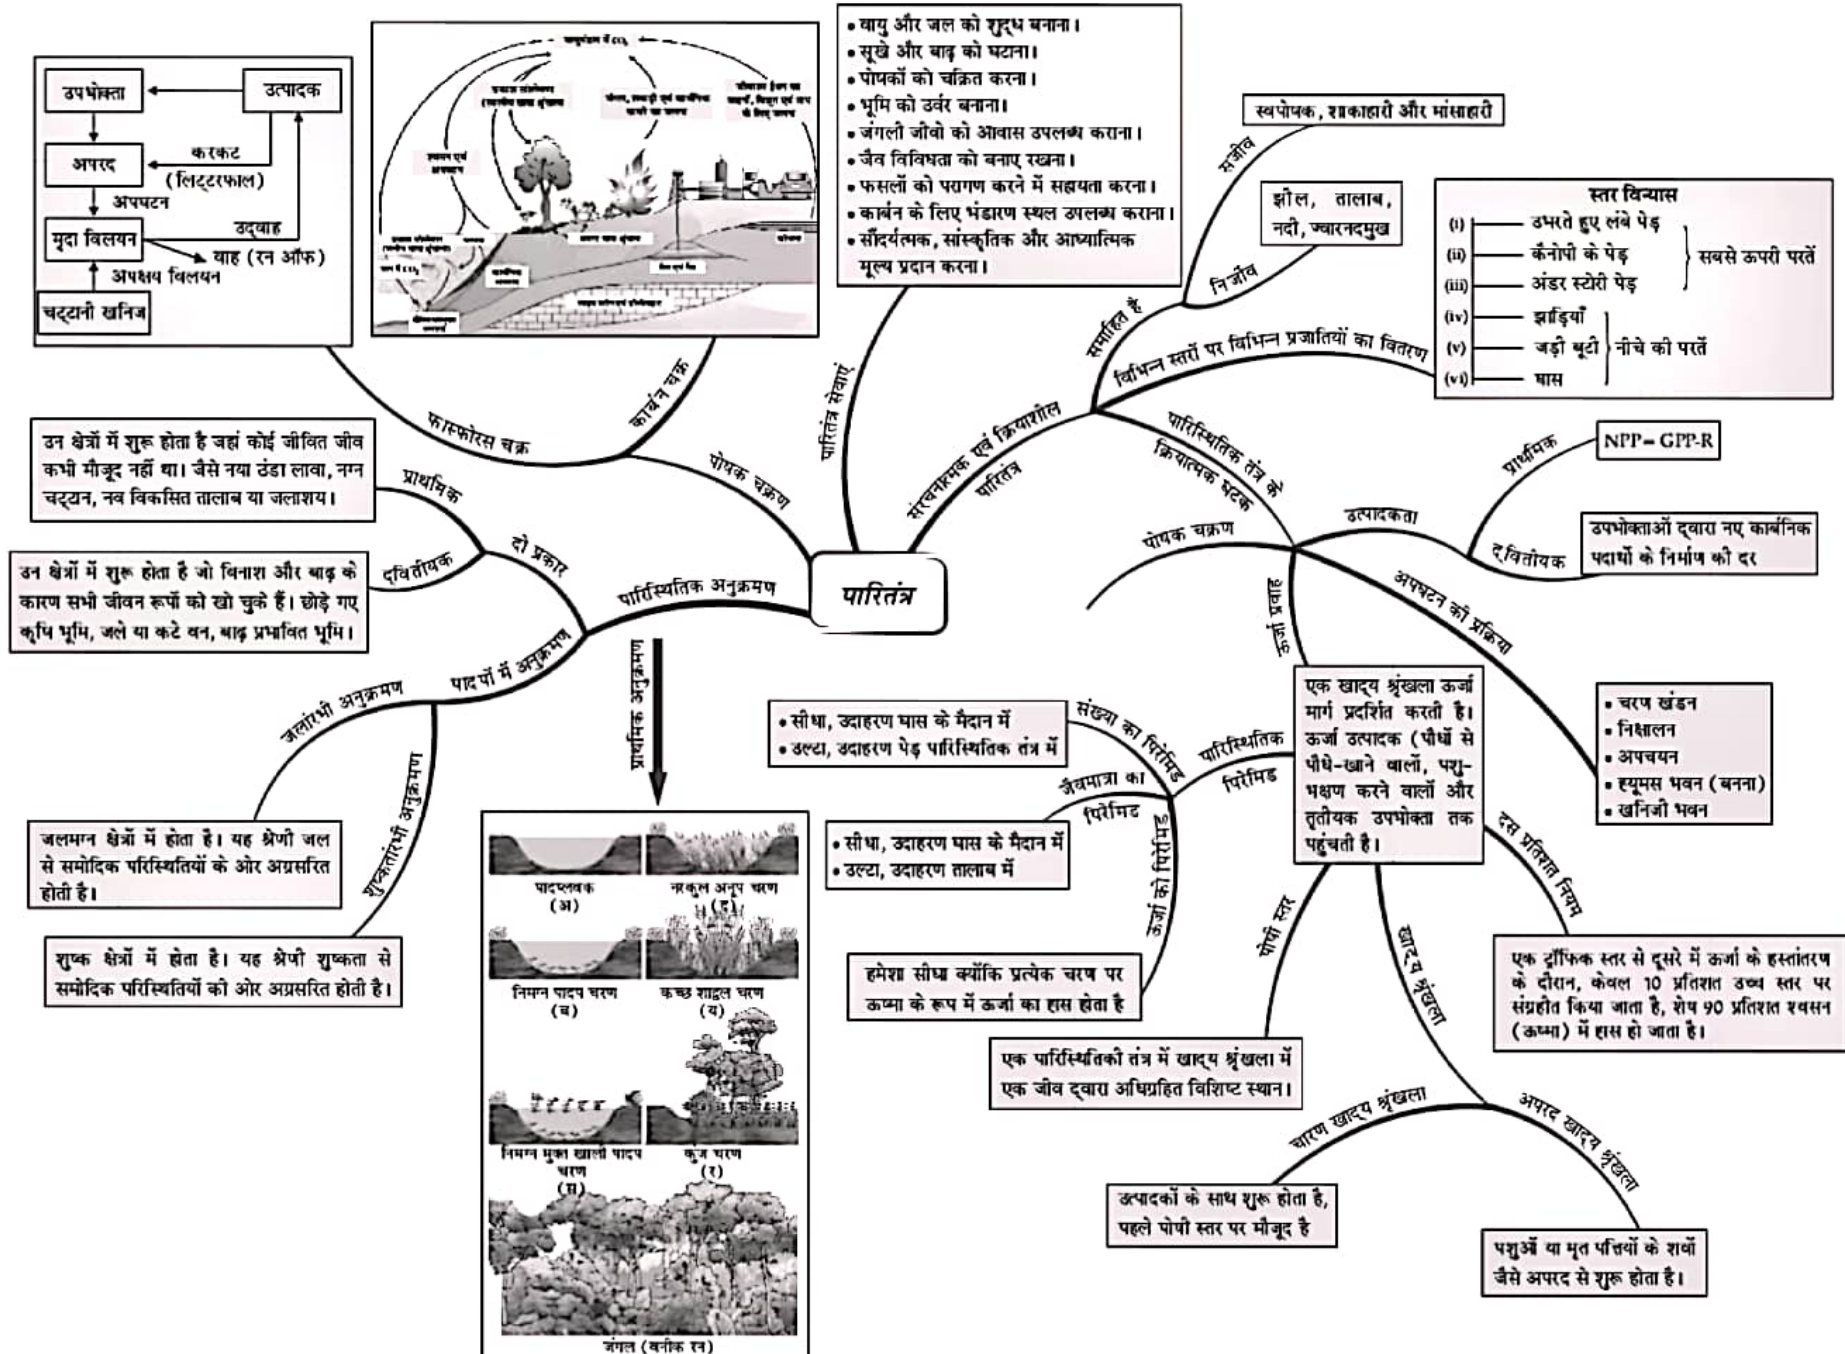 उपभोक्ता
उत्पादक
अपरद
करकट
(लिट्टरफाल)
अपघटन
मृदा विलयन
उद्वाह
वाह (रन ऑफ)
अपक्षय विलयन
चट्टानी खनिज
वायुमंडल में CO₂
• वायु और जल को शुद्ध बनाना।
• सूखे और बाढ़ को घटाना।
• पोषकों को चक्रित करना।
• भूमि को उर्वर बनाना।
• जंगली जीवो को आवास उपलब्ध कराना।
• जैव विविधता को बनाए रखना।
• फसलों को परागण करने में सहायता करना।
• कार्बन के लिए भंडारण स्थल उपलब्ध कराना।
• सौंदर्यत्मक, सांस्कृतिक और आध्यात्मिक
मूल्य प्रदान करना।
स्वपोषक, शाकाहारी और मांसाहारी
सजीव
झील, तालाब,
नदी, ज्वारनदमुख
निर्जीव
समाहित है
विभिन्न स्तरों पर विभिन्न प्रजातियों का वितरण
स्तर विन्यास
(i) उभरते हुए लंबे पेड़
(ii) कैनोपी के पेड़
(iii) अंडर स्टोरी पेड़
सबसे ऊपरी परतें
(iv) झाड़ियाँ
(v) जड़ी बूटी
(vi) घास
नीचे की परतें
फास्फोरस चक्र
कार्बन चक्र
पोषक चक्रण
पारितंत्र सेवाएं
संरचनात्मक एवं क्रियाशील
पारितंत्र
पारिस्थितिक तंत्र के
क्रियात्मक घटक
प्राथमिक
NPP= GPP-R
उत्पादकता
द्वितीयक
उपभोक्ताओं द्वारा नए कार्बनिक
पदार्थो के निर्माण की दर
पोषक चक्रण
ऊर्जा प्रवाह
अपघटन की प्रक्रिया
• चरण खंडन
• निक्षालन
• अपचयन
• ह्यूमस भवन (बनना)
• खनिजी भवन
उन क्षेत्रों में शुरू होता है जहां कोई जीवित जीव
कभी मौजूद नहीं था। जैसे नया ठंडा लावा, नग्न
चट्टान, नव विकसित तालाब या जलाशय।
प्राथमिक
दो प्रकार
द्वितीयक
उन क्षेत्रों में शुरू होता है जो विनाश और बाढ़ के
कारण सभी जीवन रूपों को खो चुके हैं। छोड़े गए
कृषि भूमि, जले या कटे वन, बाढ़ प्रभावित भूमि।
पारिस्थितिक अनुक्रमण
पारितंत्र
पादपों में अनुक्रमण
जलांरभी अनुक्रमण
शुष्कतांरभी अनुक्रमण
जलमग्न क्षेत्रों में होता है। यह श्रेणी जल
से समोदिक परिस्थितियों के ओर अग्रसरित
होती है।
शुष्क क्षेत्रों में होता है। यह श्रेणी शुष्कता से
समोदिक परिस्थितियों की ओर अग्रसरित होती है।
प्राथमिक अनुक्रमण
पादप्लवक
(अ)
नरकुल अनूप चरण
(द)
निमग्न पादप चरण
(ब)
कच्छ शाद्वल चरण
(य)
निमग्न मुक्त खाली पादप
चरण
(स)
कुंज चरण
(र)
जंगल (वनीक रन)
एक खाद्य श्रृंखला ऊर्जा
मार्ग प्रदर्शित करती है।
ऊर्जा उत्पादक (पौधों से
पौधे-खाने वालों, पशु-
भक्षण करने वालों और
तृतीयक उपभोक्ता तक
पहुंचती है।
पारिस्थितिक
पिरेमिड
संख्या का पिरेमिड
• सीधा, उदाहरण घास के मैदान में
• उल्टा, उदाहरण पेड़ पारिस्थितिक तंत्र में
जैवमात्रा का
पिरेमिड
• सीधा, उदाहरण घास के मैदान में
• उल्टा, उदाहरण तालाब में
ऊर्जा की पिरेमिड
हमेशा सीधा क्योंकि प्रत्येक चरण पर
ऊष्मा के रूप में ऊर्जा का ह्रास होता है
पोषी स्तर
एक पारिस्थितिकी तंत्र में खाद्य श्रृंखला में
एक जीव द्वारा अधिग्रहित विशिष्ट स्थान।
दस प्रतिशत नियम
एक ट्रॉफिक स्तर से दूसरे में ऊर्जा के हस्तांतरण
के दौरान, केवल 10 प्रतिशत उच्च स्तर पर
संग्रहीत किया जाता है, शेष 90 प्रतिशत श्वसन
(ऊष्मा) में ह्रास हो जाता है।
खाद्य श्रृंखला
चारण खाद्य श्रृंखला
उत्पादकों के साथ शुरू होता है,
पहले पोषी स्तर पर मौजूद है
अपरद खाद्य श्रृंखला
पशुओं या मृत पत्तियों के शवों
जैसे अपरद से शुरू होता है।